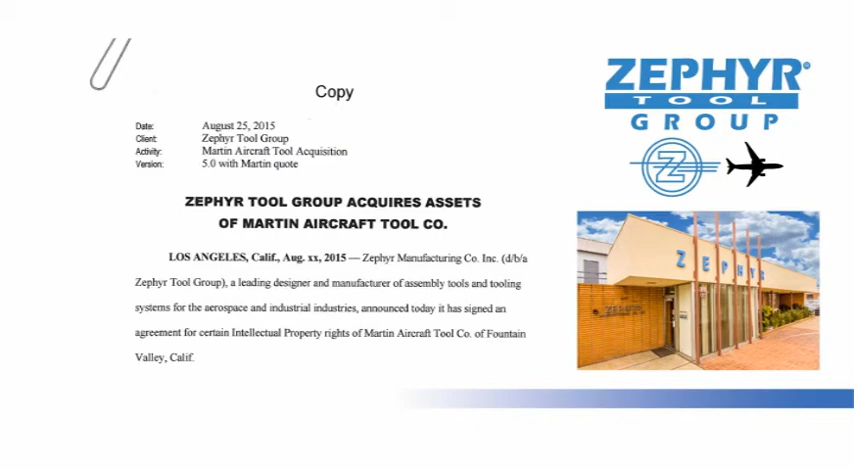 Copy
Date: August 25, 2015
Client: Zephyr Tool Group
Activity: Martin Aircraft Tool Acquisition
Version: 5.0 with Martin quote
ZEPHYR TOOL GROUP ACQUIRES ASSETS
OF MARTIN AIRCRAFT TOOL CO.
LOS ANGELES, Calif., Aug. xx, 2015 — Zephyr Manufacturing Co. Inc. (d/b/a
Zephyr Tool Group), a leading designer and manufacturer of assembly tools and tooling
systems for the aerospace and industrial industries, announced today it has signed an
agreement for certain Intellectual Property rights of Martin Aircraft Tool Co. of Fountain
Valley, Calif.
ZEPHYR®
TOOL
GROUP
Z
ZEPHYR
ZEPHYR